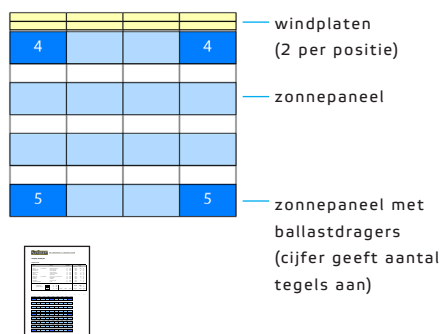 windplaten
(2 per positie)
4 4
zonnepaneel
5 5
zonnepaneel met
ballastdragers
(cijfer geeft aantal
tegels aan)